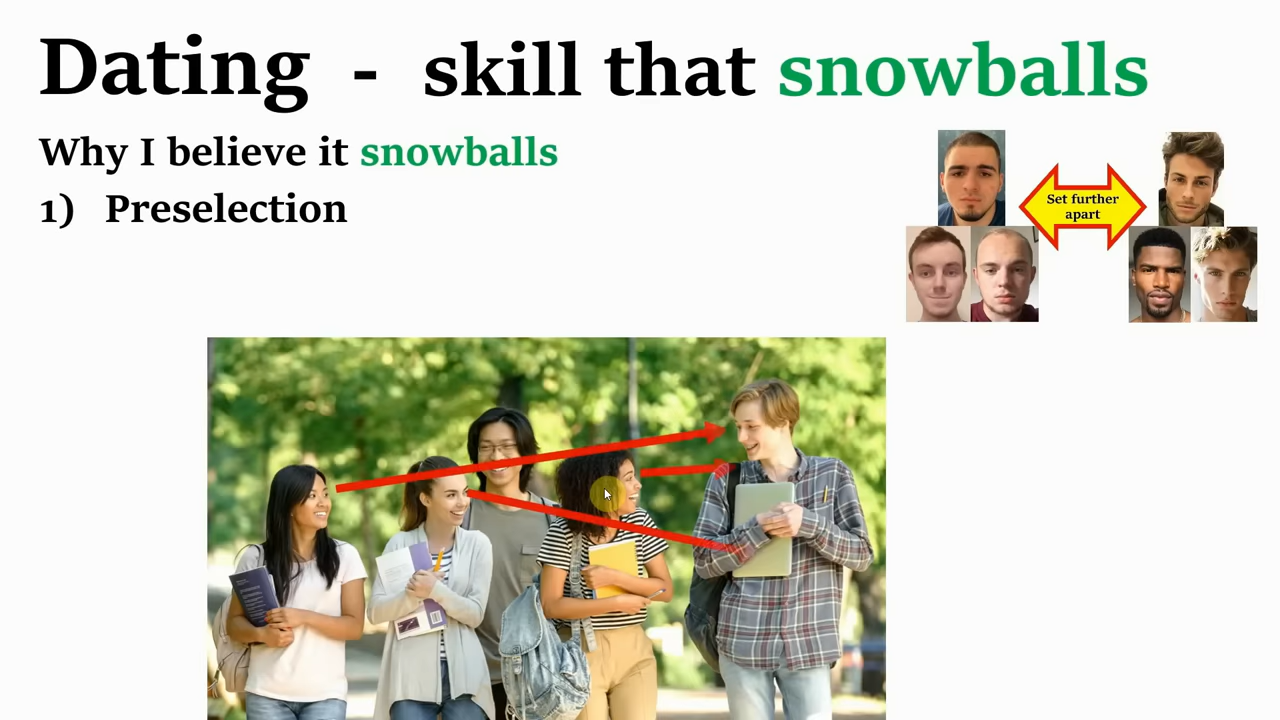 Dating - skill that snowballs
Why I believe it snowballs
1) Preselection
Set further
apart